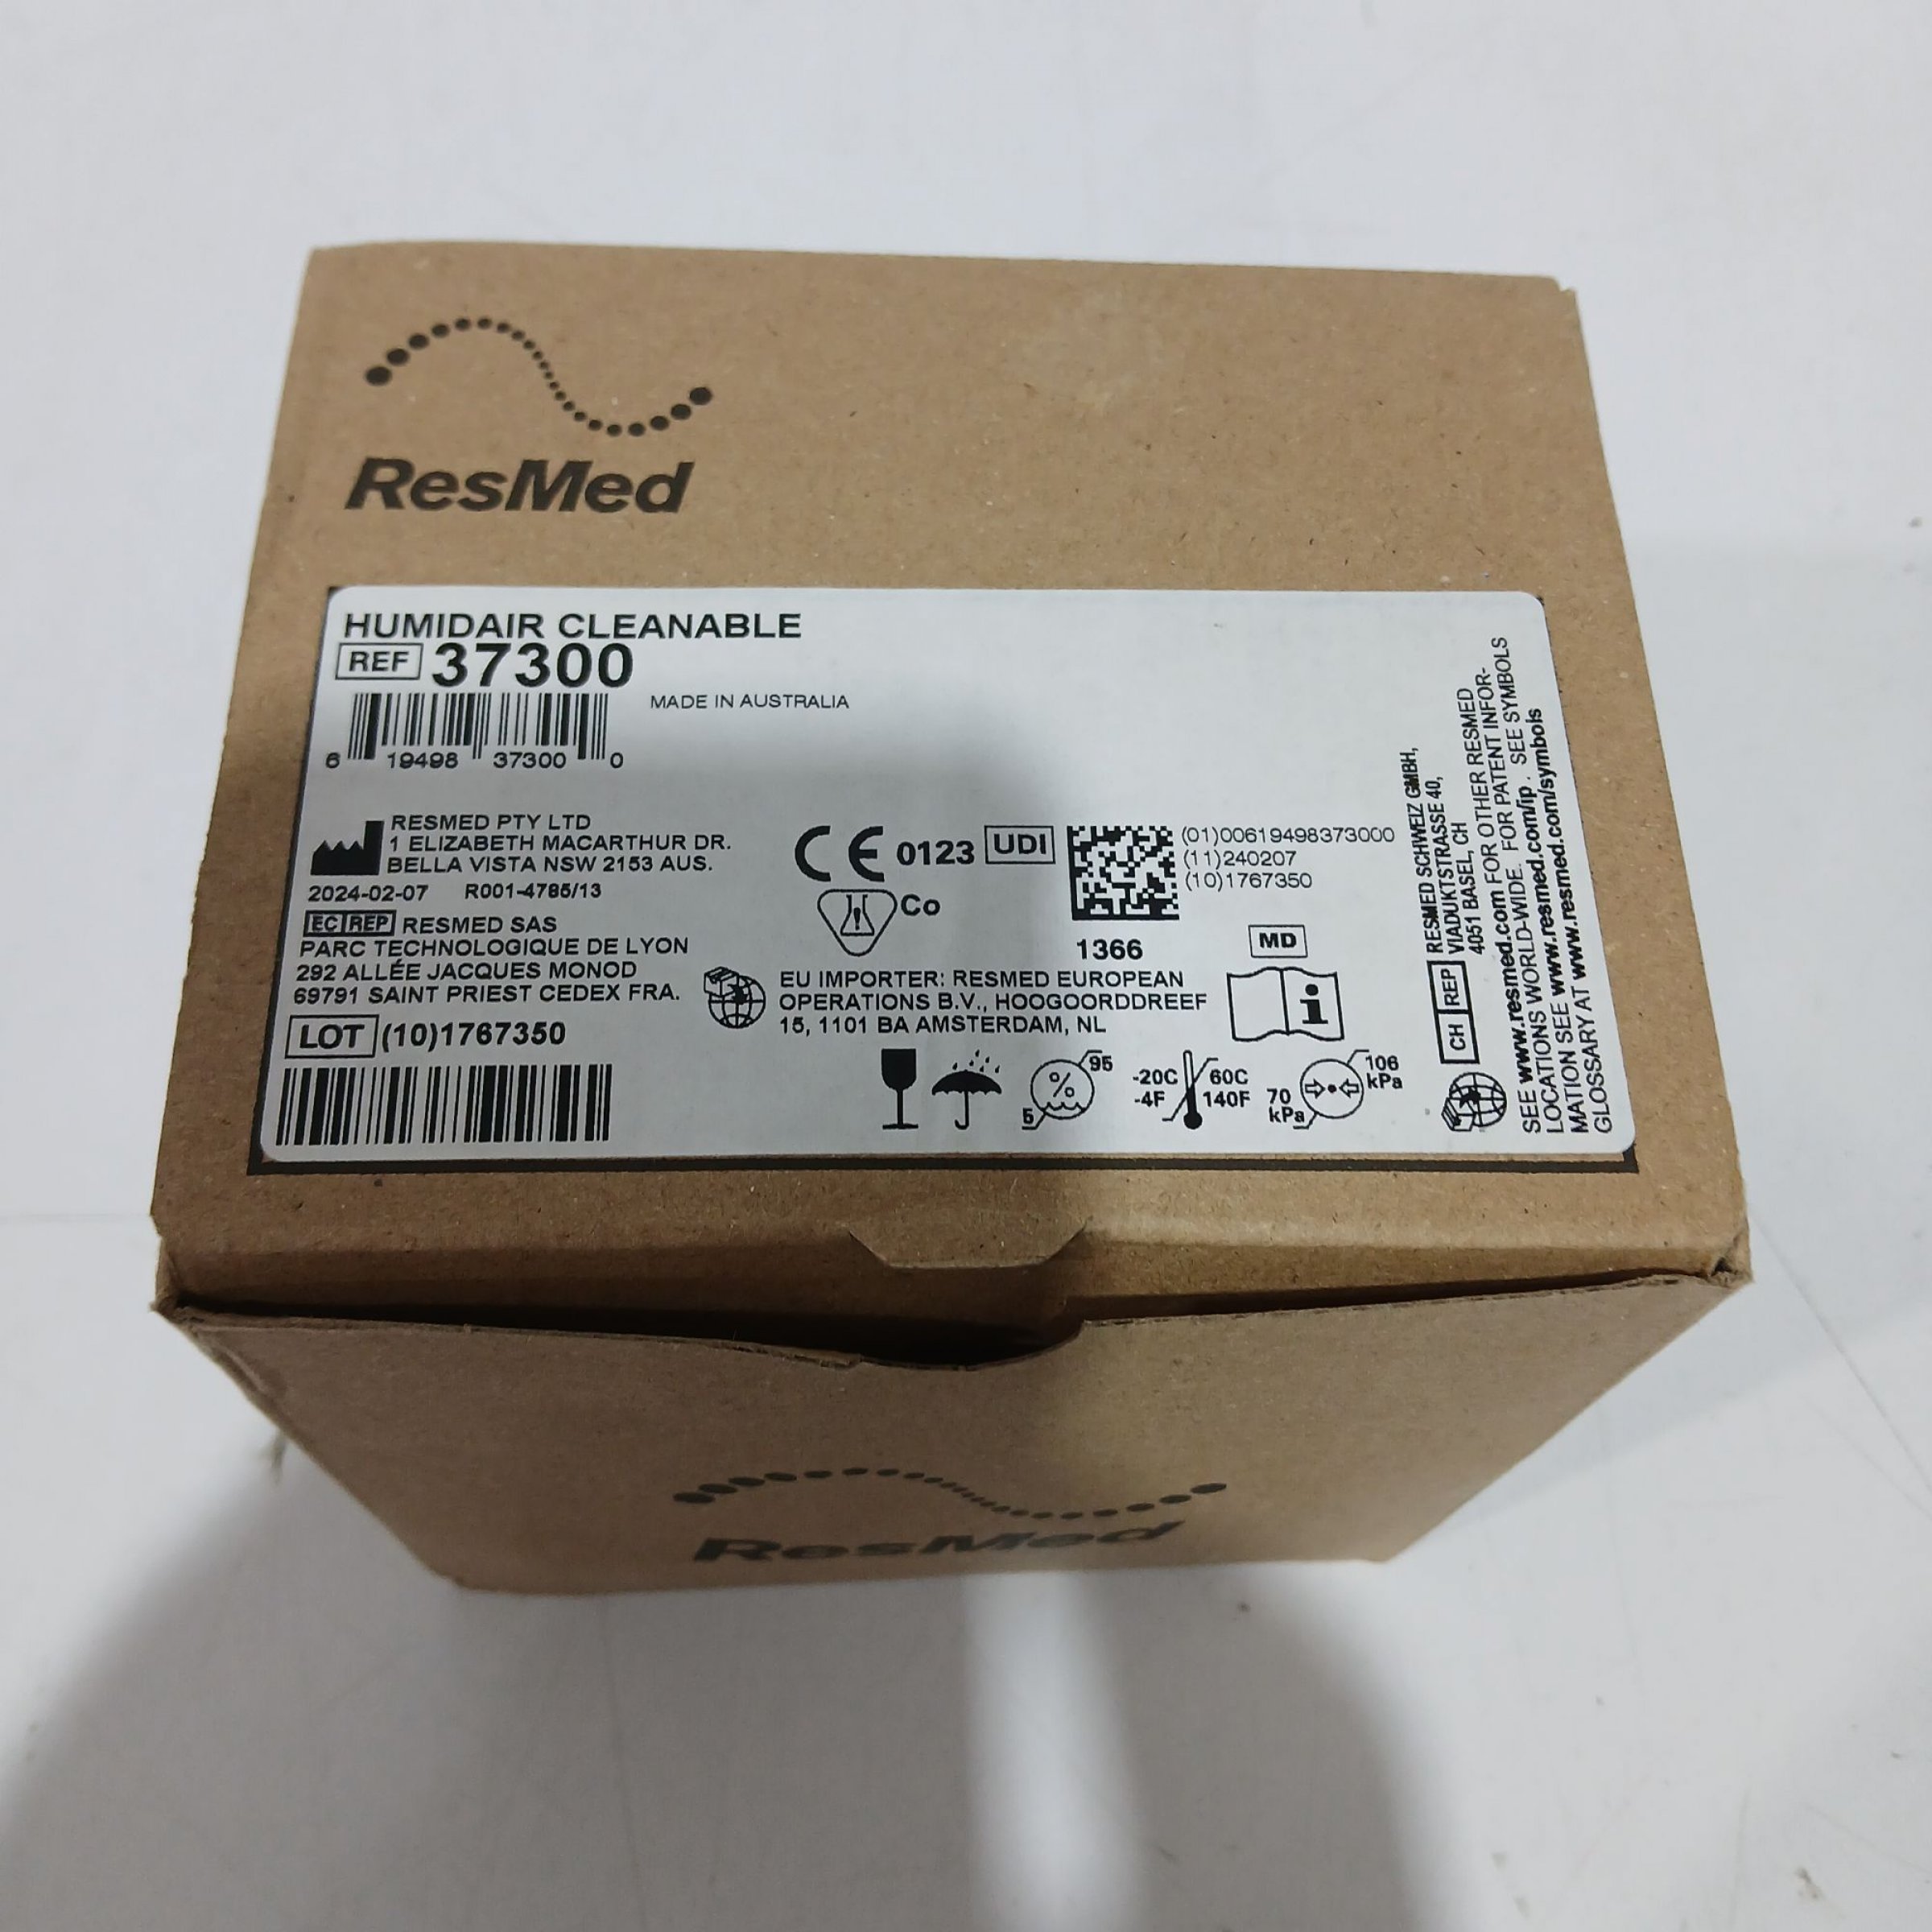 ResMed
HUMIDAIR CLEANABLE
REF 37300
MADE IN AUSTRALIA
6 19498 37300 0
RESMED PTY LTD
1 ELIZABETH MACARTHUR DR.
BELLA VISTA NSW 2153 AUS.
2024-02-07 R001-4785/13
EC REP RESMED SAS
PARC TECHNOLOGIQUE DE LYON
292 ALLÉE JACQUES MONOD
69791 SAINT PRIEST CEDEX FRA.
LOT (10)1767350
CE 0123 UDI
(01)00619498373000
(11)240207
(10)1767350
Co
1366
MD
EU IMPORTER: RESMED EUROPEAN
OPERATIONS B.V., HOOGOORDDREEF
15, 1101 BA AMSTERDAM, NL
i
5 % 95
-20C 60C
-4F 140F
70 kPa
106 kPa
CH REP RESMED SCHWEIZ GMBH,
VIADUKTSTRASSE 40,
4051 BASEL, CH
SEE www.resmed.com FOR OTHER RESMED
LOCATIONS WORLD-WIDE. FOR PATENT INFOR-
MATION SEE www.resmed.com/ip . SEE SYMBOLS
GLOSSARY AT www.resmed.com/symbols
ResMed